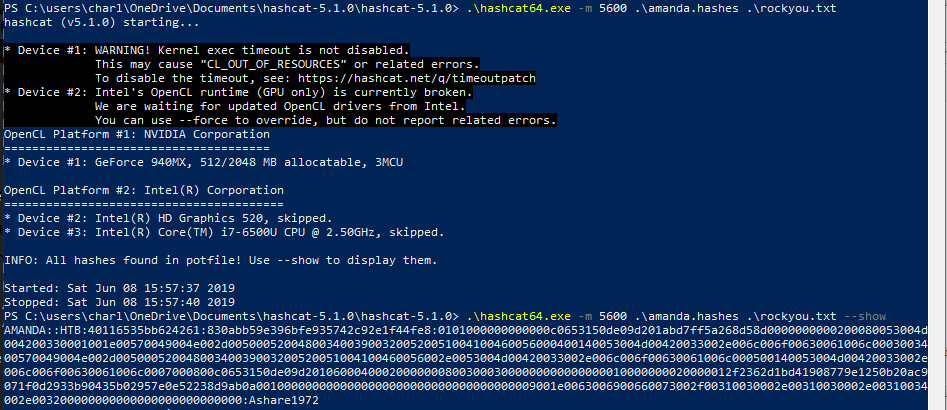 PS C:\users\charl\OneDrive\Documents\hashcat-5.1.0\hashcat-5.1.0> .\hashcat64.exe -m 5600 .\amanda.hashes .\rockyou.txt
hashcat (v5.1.0) starting...
* Device #1: WARNING! Kernel exec timeout is not disabled.
This may cause "CL_OUT_OF_RESOURCES" or related errors.
To disable the timeout, see: https://hashcat.net/q/timeoutpatch
* Device #2: Intel's OpenCL runtime (GPU only) is currently broken.
We are waiting for updated OpenCL drivers from Intel.
You can use --force to override, but do not report related errors.
OpenCL Platform #1: NVIDIA Corporation
======================================
* Device #1: GeForce 940MX, 512/2048 MB allocatable, 3MCU
OpenCL Platform #2: Intel(R) Corporation
========================================
* Device #2: Intel(R) HD Graphics 520, skipped.
* Device #3: Intel(R) Core(TM) i7-6500U CPU @ 2.50GHz, skipped.
INFO: All hashes found in potfile! Use --show to display them.
Started: Sat Jun 08 15:57:37 2019
Stopped: Sat Jun 08 15:57:40 2019
PS C:\users\charl\OneDrive\Documents\hashcat-5.1.0\hashcat-5.1.0> .\hashcat64.exe -m 5600 .\amanda.hashes .\rockyou.txt --show
AMANDA::HTB:40116535bb624261:830abb59e396bfe935742c92e1f44fe8:0101000000000000c0653150de09d201abd7ff5a268d58d0000000000200080053004d
004200330001001e00570049004e002d00500052004800340039003200520051004100460056000400140053004d00420033002e006c006f00630061006c000300340
0570049004e002d00500052004800340039003200520051004100460056002e0053004d00420033002e006c006f00630061006c000500140053004d00420033002e0
06c006f00630061006c0007000800c0653150de09d20106000400020000000800300030000000000000000100000000200000
:Ashare1972